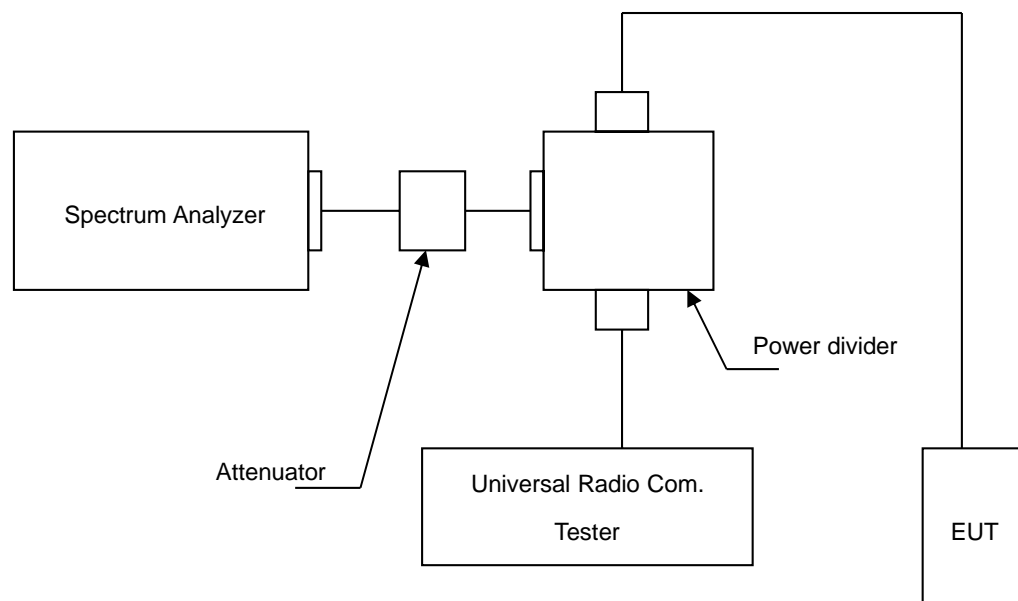 Spectrum Analyzer
Power divider
Attenuator
Universal Radio Com.
Tester
EUT